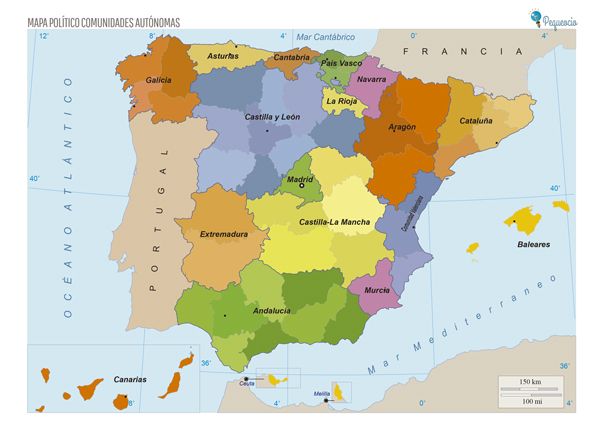 MAPA POLÍTICO COMUNIDADES AUTÓNOMAS
Pequeocio
12°
8°
4°
0°
4°
Mar Cantábrico
FRANCIA
Asturias
Cantabria
País Vasco
Galicia
Navarra
La Rioja
Cataluña
Castilla y León
Aragón
OCÉANO ATLÁNTICO
PORTUGAL
40°
40°
Madrid
Comunidad Valenciana
Castilla-La Mancha
Extremadura
Baleares
Murcia
Andalucía
Mar Mediterraneo
36°
36°
Canarias
Ceuta
Melilla
150 km
100 mi
8°
4°
0°
4°